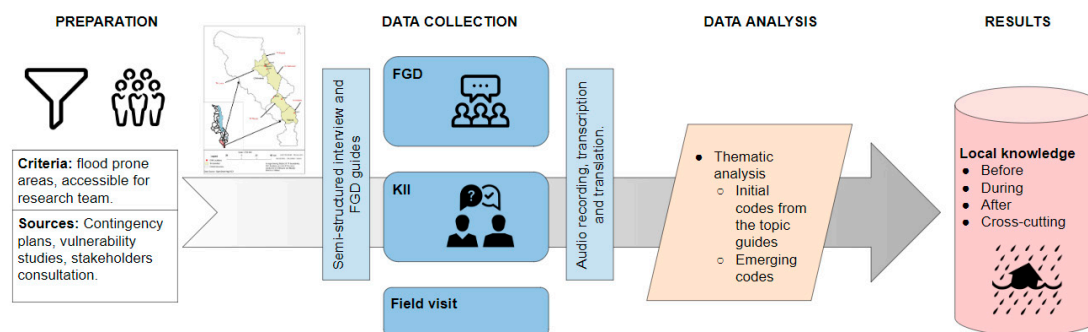 PREPARATION
DATA COLLECTION
DATA ANALYSIS
RESULTS
Criteria: flood prone
areas, accessible for
research team.
Sources: Contingency
plans, vulnerability
studies, stakeholders
consultation.
Semi-structured interview and
FGD guides
FGD
KII
Field visit
Audio recording, transcription
and translation.
● Thematic
analysis
○ Initial
codes from
the topic
guides
○ Emerging
codes
Local knowledge
● Before
● During
● After
● Cross-cutting